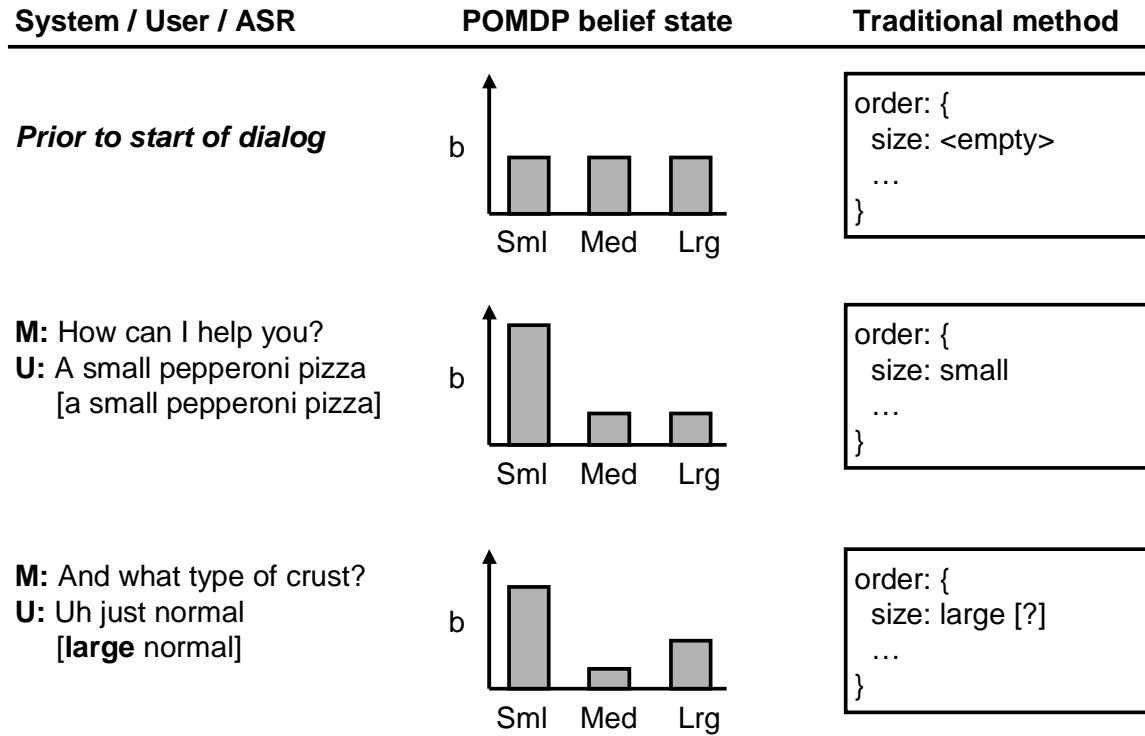 System / User / ASR
POMDP belief state
Traditional method
Prior to start of dialog
b
Sml Med Lrg
order: {
size: <empty>
…
}
M: How can I help you?
U: A small pepperoni pizza
[a small pepperoni pizza]
b
Sml Med Lrg
order: {
size: small
…
}
M: And what type of crust?
U: Uh just normal
[large normal]
b
Sml Med Lrg
order: {
size: large [?]
…
}